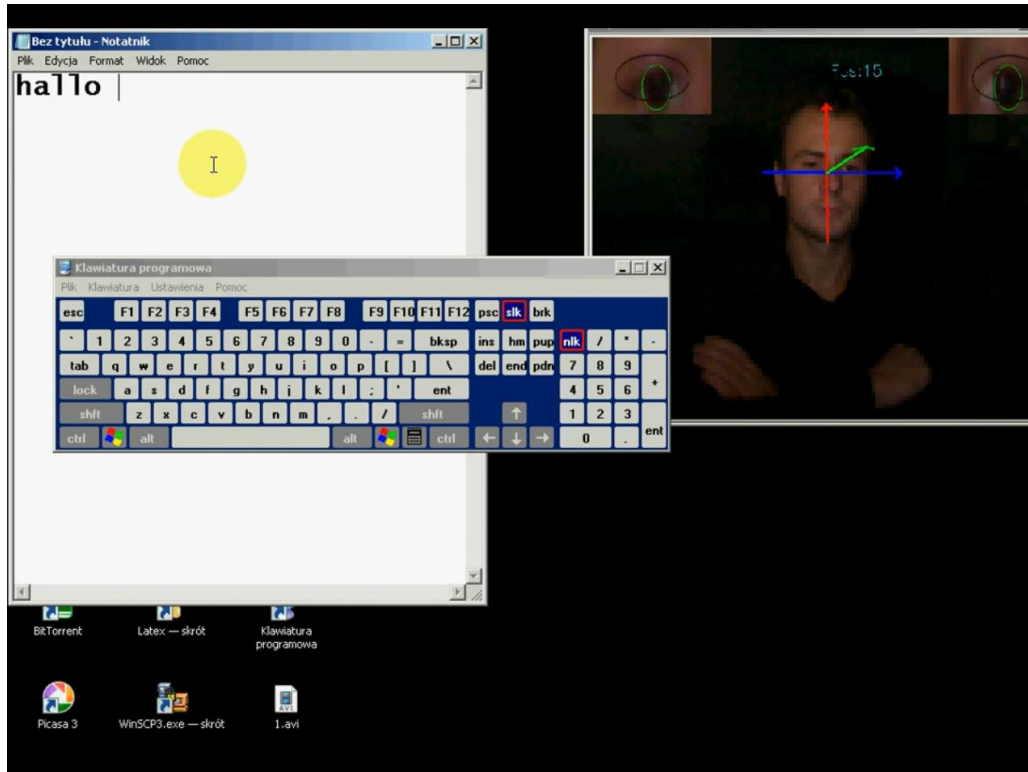 Bez tytułu - Notatnik
Plik Edycja Format Widok Pomoc
hallo
Klawiatura programowa
Plik Klawiatura Ustawienia Pomoc
esc F1 F2 F3 F4 F5 F6 F7 F8 F9 F10 F11 F12 psc slk brk
` 1 2 3 4 5 6 7 8 9 0 - = bksp ins hm pup nlk / * -
tab q w e r t y u i o p [ ] \ del end pdn 7 8 9 +
lock a s d f g h j k l ; ' ent 4 5 6
shft z x c v b n m , . / shft ↑ 1 2 3 ent
ctrl alt alt ctrl ← ↓ → 0 .
BitTorrent Latex — skrót Klawiatura
programowa
Picasa 3 WinSCP3.exe — skrót 1.avi